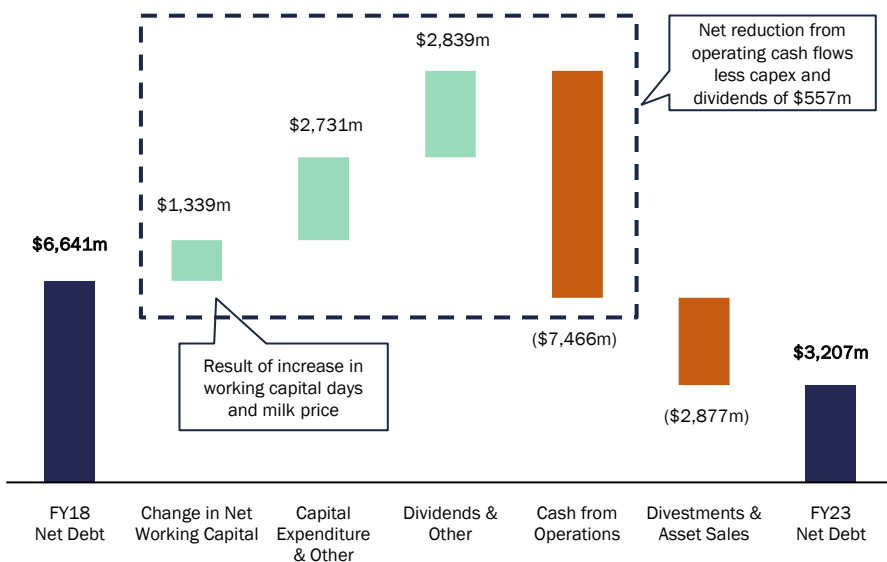 $2,839m
Net reduction from
operating cash flows
less capex and
dividends of $557m
$2,731m
$1,339m
$6,641m
($7,466m)
$3,207m
Result of increase in
working capital days
and milk price
($2,877m)
FY18
Net Debt
Change in Net
Working Capital
Capital
Expenditure
& Other
Dividends &
Other
Cash from
Operations
Divestments &
Asset Sales
FY23
Net Debt